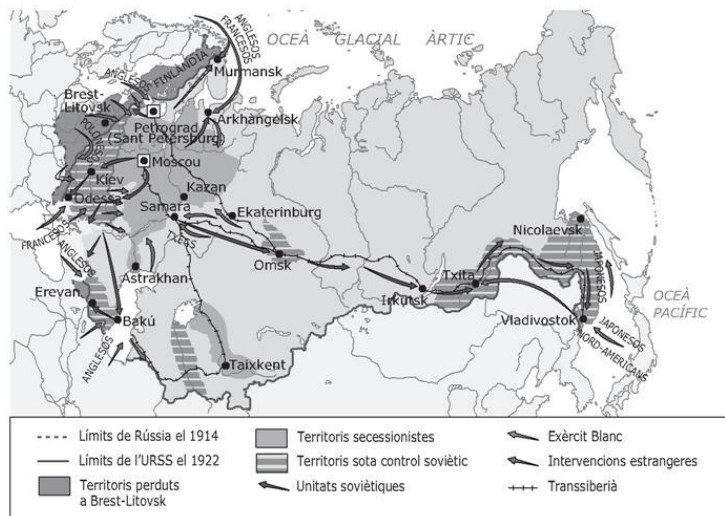 OCEÀ GLACIAL ÀRTIC
ANGLESOS
FRANCESOS
ANGLESOS
FINLÀNDIA
Murmansk
Brest-
Litovsk
Arkhàngelsk
Petrograd
(Sant Petersburg)
Moscou
Kíev
Kazan
Odessa
Samara
Ekaterinburg
Nicolaevsk
FRANCESOS
TXECS
Omsk
ANGLESOS
Astrakhan
Irkutsk
Txita
JAPONESOS
OCEÀ
PACÍFIC
Erevan
Bakú
Vladivostok
JAPONESOS
NORD-AMERICANS
ANGLESOS
Taixkent
Límits de Rússia el 1914
Límits de l'URSS el 1922
Territoris perduts
a Brest-Litovsk
Territoris secessionistes
Territoris sota control soviètic
Unitats soviètiques
Exèrcit Blanc
Intervencions estrangeres
Transsiberià